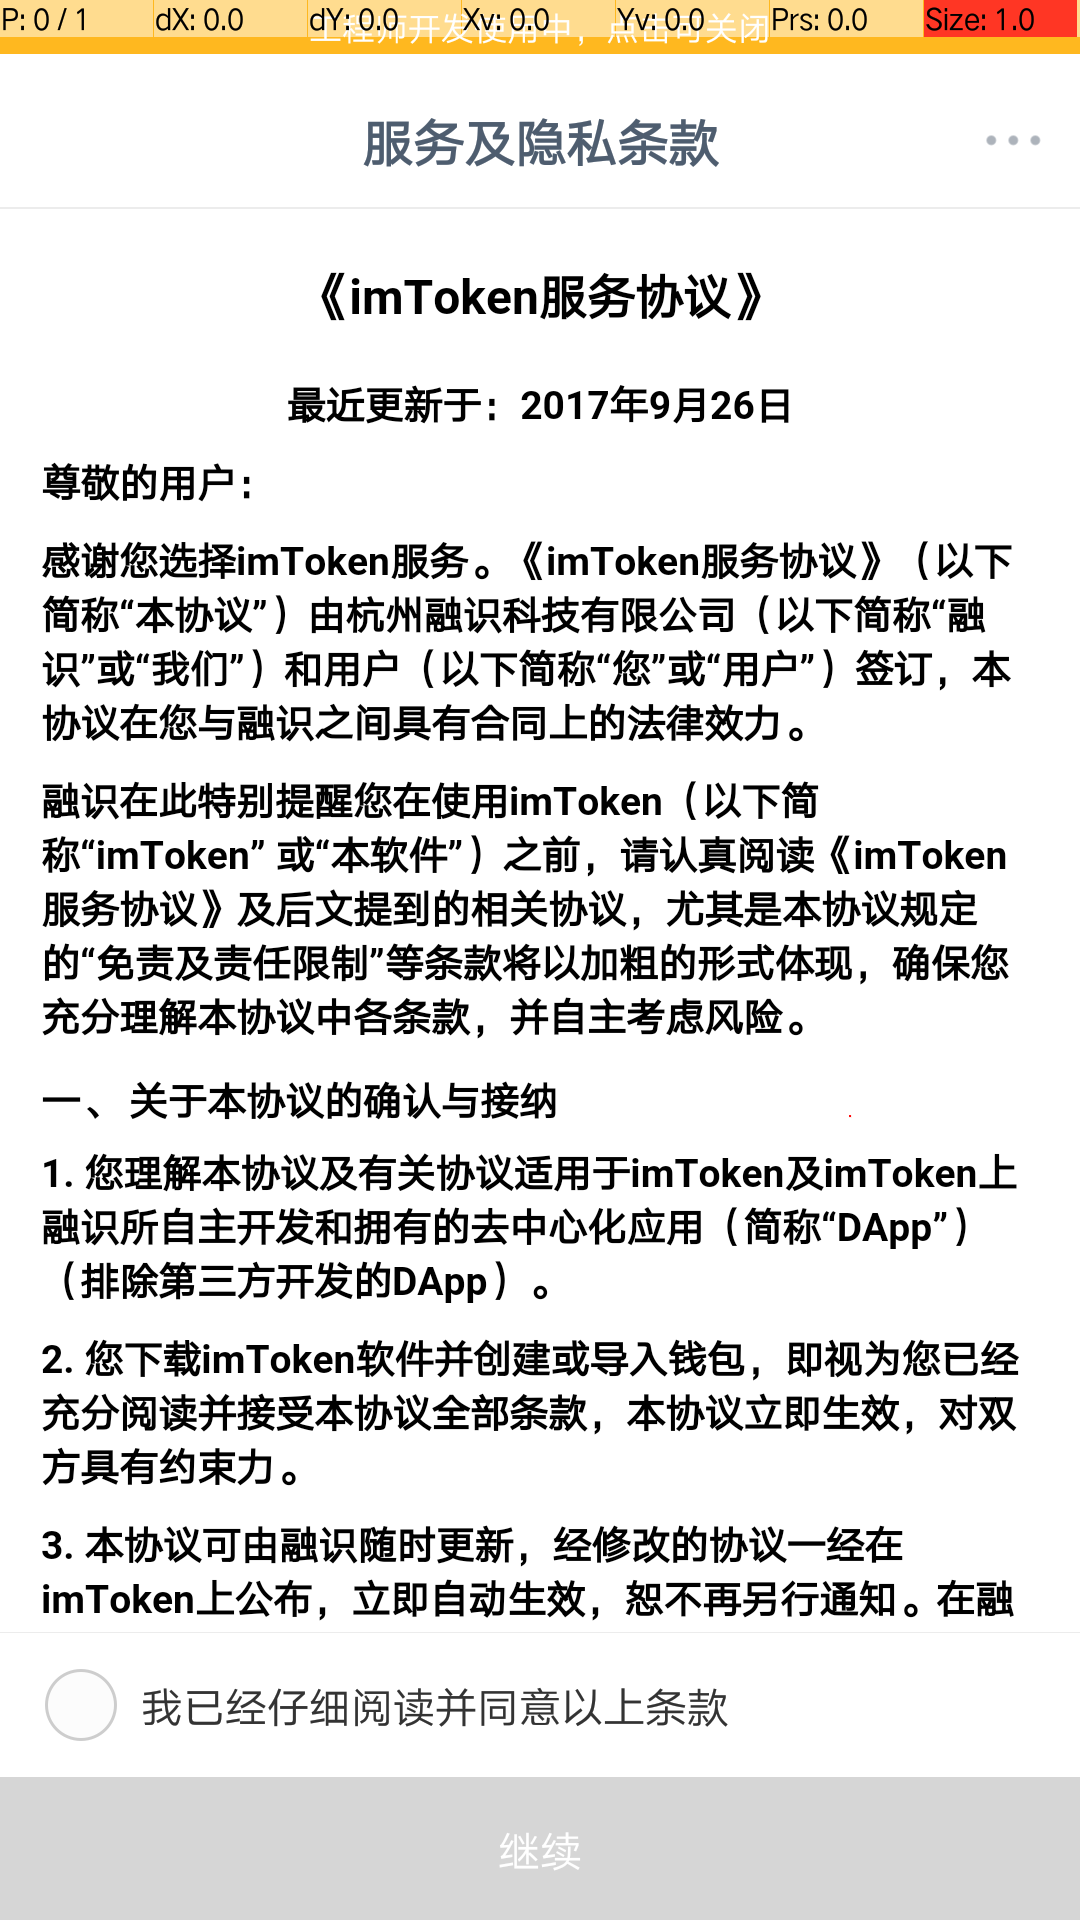 P: 0 / 1 dX: 0.0 dY: 0.0 Xv: 0.0 Yv: 0.0 Prs: 0.0 Size: 1.0
工程师开发使用中，点击可关闭
服务及隐私条款
《imToken服务协议》
最近更新于：2017年9月26日
尊敬的用户：
感谢您选择imToken服务。《imToken服务协议》（以下
简称“本协议”）由杭州融识科技有限公司（以下简称“融
识”或“我们”）和用户（以下简称“您”或“用户”）签订，本
协议在您与融识之间具有合同上的法律效力。
融识在此特别提醒您在使用imToken（以下简
称“imToken” 或“本软件”）之前，请认真阅读《imToken
服务协议》及后文提到的相关协议，尤其是本协议规定
的“免责及责任限制”等条款将以加粗的形式体现，确保您
充分理解本协议中各条款，并自主考虑风险。
一、 关于本协议的确认与接纳
1. 您理解本协议及有关协议适用于imToken及imToken上
融识所自主开发和拥有的去中心化应用（简称“DApp”）
（排除第三方开发的DApp）。
2. 您下载imToken软件并创建或导入钱包，即视为您已经
充分阅读并接受本协议全部条款，本协议立即生效，对双
方具有约束力。
3. 本协议可由融识随时更新，经修改的协议一经在
imToken上公布，立即自动生效，恕不再另行通知。在融
我已经仔细阅读并同意以上条款
继续